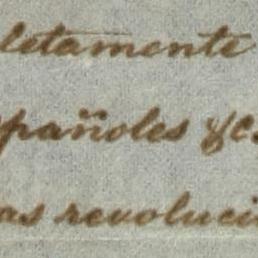 letamente
pañoles &c.
as revoluci